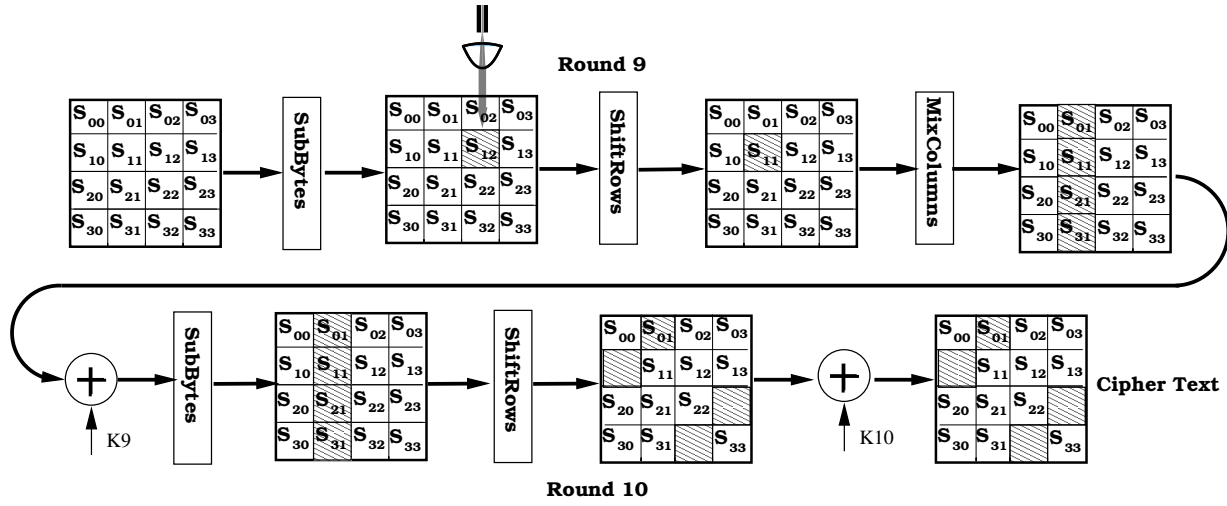 Round 9
S00 S01 S02 S03
S10 S11 S12 S13
S20 S21 S22 S23
S30 S31 S32 S33
SubBytes
S00 S01 S02 S03
S10 S11 S12 S13
S20 S21 S22 S23
S30 S31 S32 S33
ShiftRows
S00 S01 S02 S03
S10 S11 S12 S13
S20 S21 S22 S23
S30 S31 S32 S33
MixColumns
S00 S01 S02 S03
S10 S11 S12 S13
S20 S21 S22 S23
S30 S31 S32 S33
K9
SubBytes
S00 S01 S02 S03
S10 S11 S12 S13
S20 S21 S22 S23
S30 S31 S32 S33
ShiftRows
S00 S01 S02 S03
S11 S12 S13
S20 S21 S22
S30 S31 S33
K10
S00 S01 S02 S03
S11 S12 S13
S20 S21 S22
S30 S31 S33
Cipher Text
Round 10